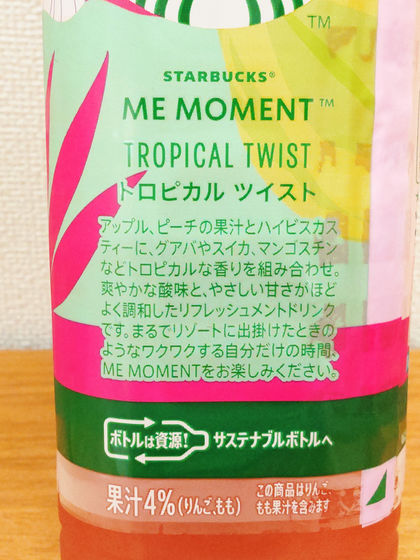 TM
STARBUCKS®
ME MOMENT™
TROPICAL TWIST
トロピカル ツイスト
アップル、ピーチの果汁とハイビスカス
ティーに、グアバやスイカ、マンゴスチン
などトロピカルな香りを組み合わせ。
爽やかな酸味と、やさしい甘さがほど
よく調和したリフレッシュメントドリンク
です。まるでリゾートに出掛けたときの
ようなワクワクする自分だけの時間、
ME MOMENTをお楽しみください。
ボトルは資源! サステナブルボトルへ
果汁4%(りんご、もも) この商品はりんご、
もも果汁を含みます